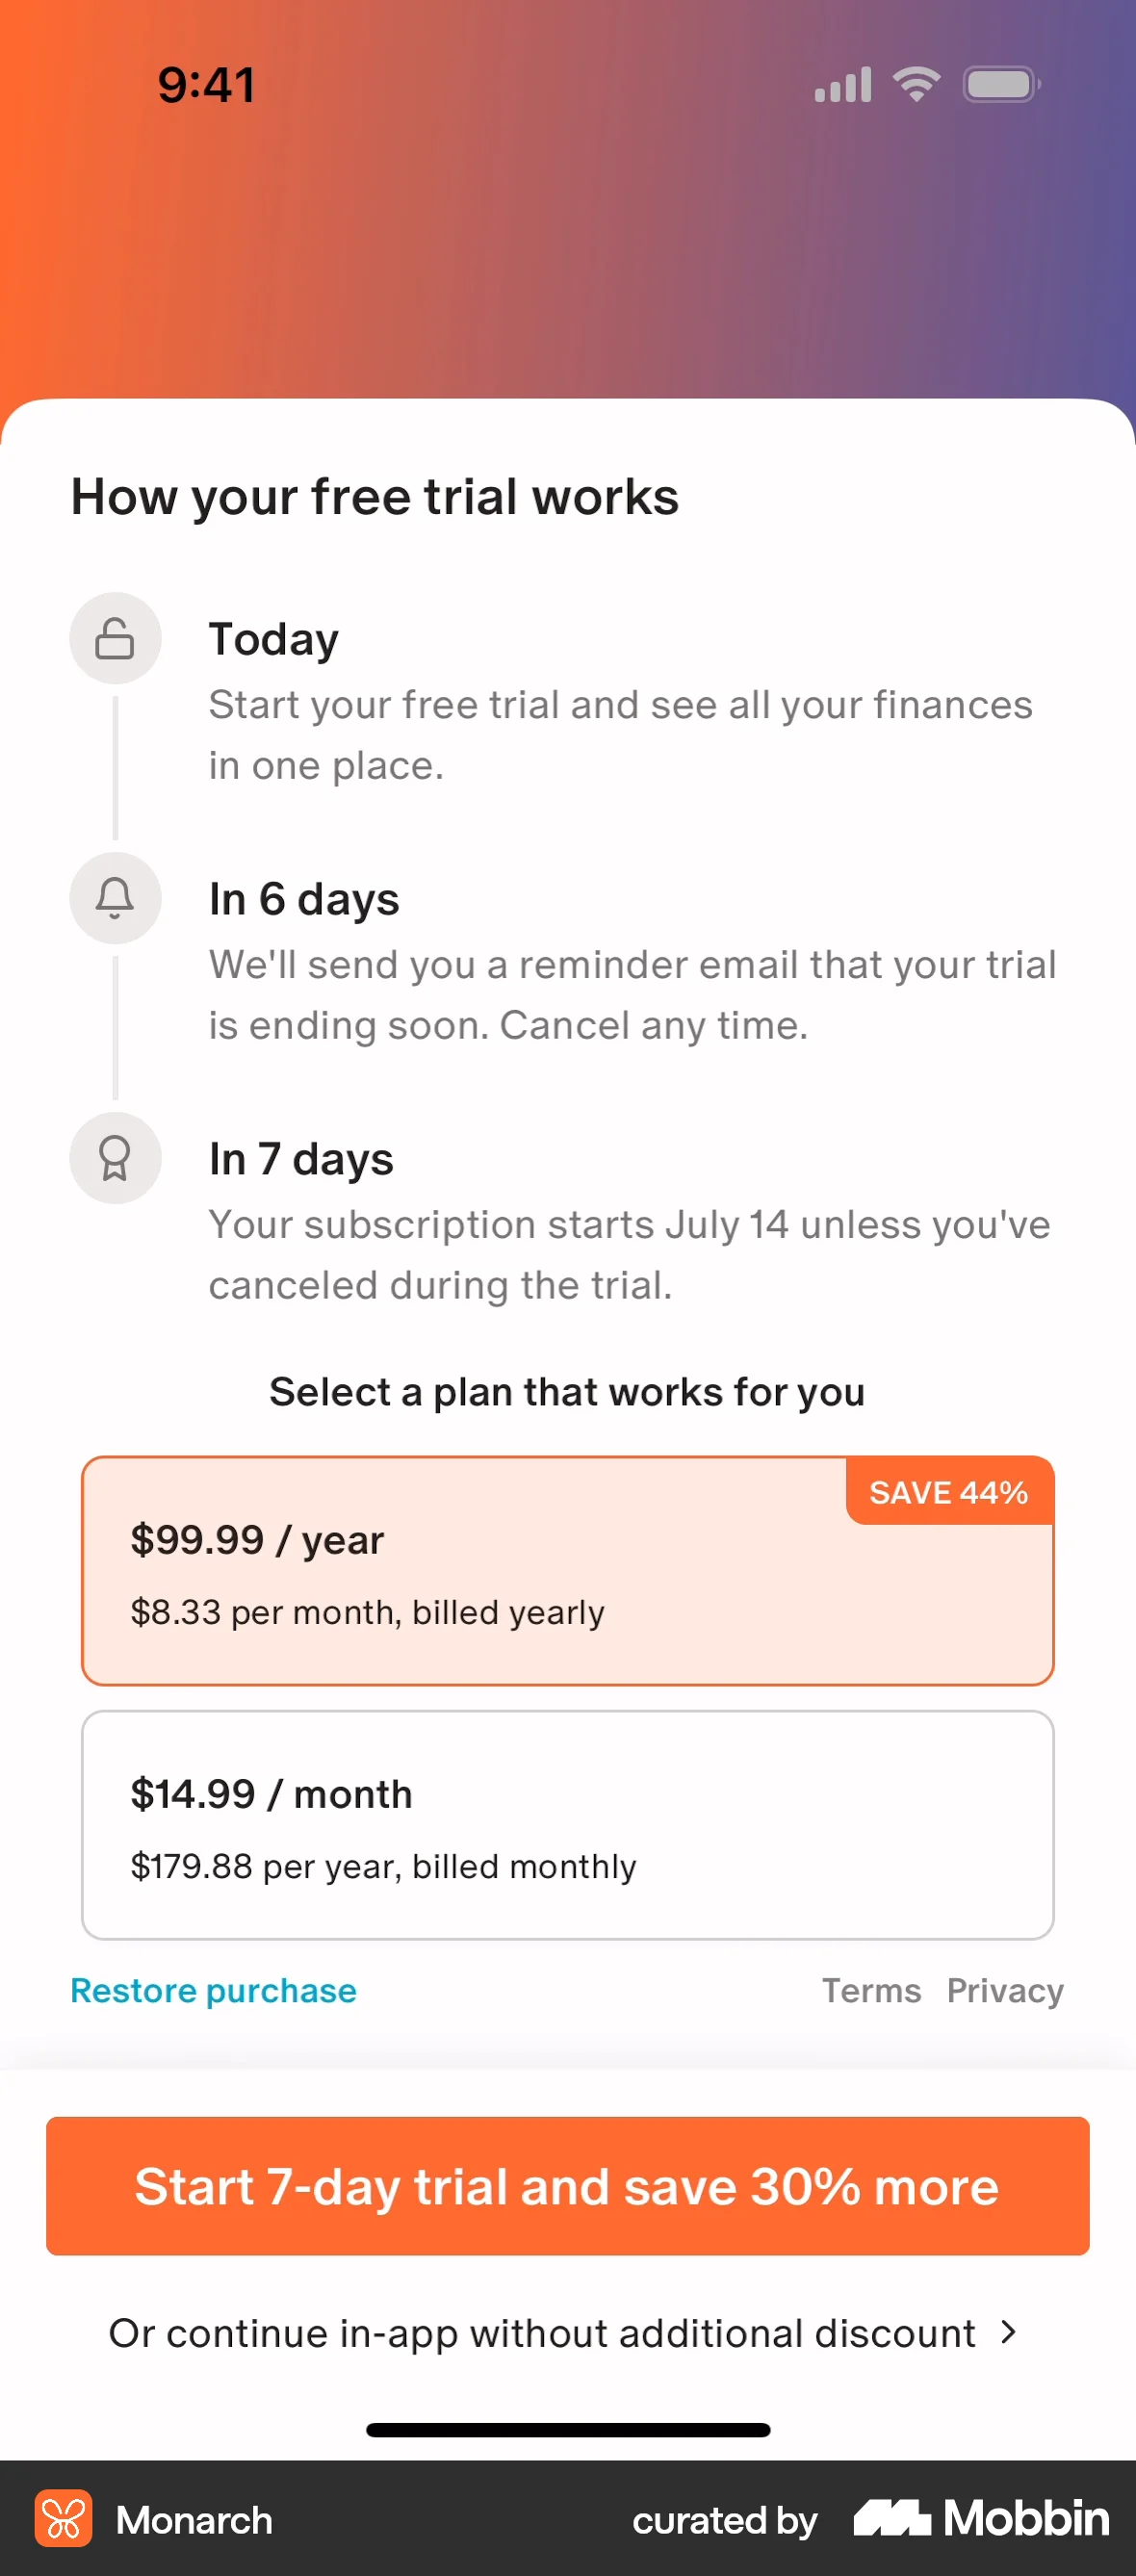 9:41
How your free trial works
Today
Start your free trial and see all your finances
in one place.
In 6 days
We'll send you a reminder email that your trial
is ending soon. Cancel any time.
In 7 days
Your subscription starts July 14 unless you've
canceled during the trial.
Select a plan that works for you
SAVE 44%
$99.99 / year
$8.33 per month, billed yearly
$14.99 / month
$179.88 per year, billed monthly
Restore purchase Terms Privacy
Start 7-day trial and save 30% more
Or continue in-app without additional discount
Monarch curated by Mobbin